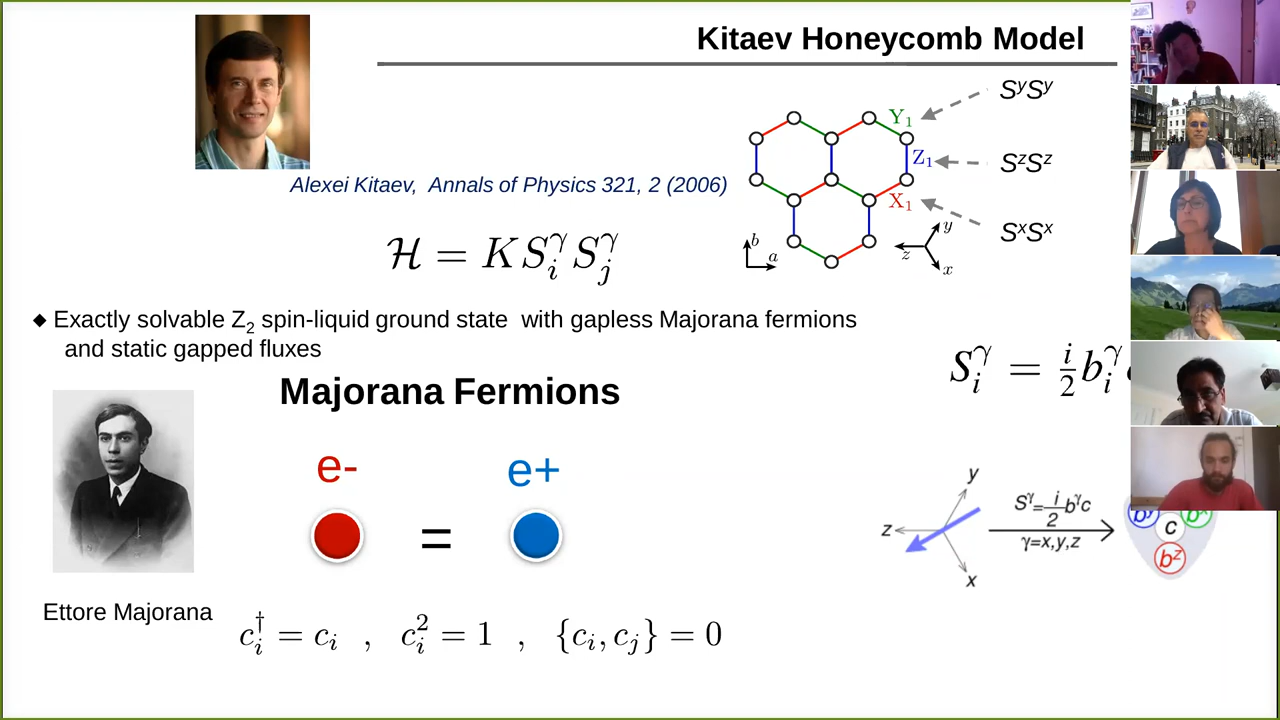 Kitaev Honeycomb Model
SʸSʸ
Y₁
Z₁
SᶻSᶻ
Alexei Kitaev, Annals of Physics 321, 2 (2006)
X₁
SˣSˣ
b
a
y
z
x
ℋ = K Sᵢᵞ Sⱼᵞ
◆ Exactly solvable Z₂ spin-liquid ground state with gapless Majorana fermions
and static gapped fluxes
Sᵢᵞ = i/2 bᵢᵞ
Majorana Fermions
e-
e+
=
y
z
x
Sᵞ=i/2 bᵞc
γ=x,y,z
bʸ
bˣ
c
bᶻ
Ettore Majorana
cᵢ† = cᵢ , cᵢ² = 1 , {cᵢ, cⱼ} = 0